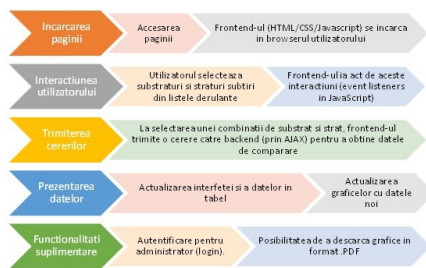 Incarcarea
paginii
Accesarea
paginii
Frontend-ul (HTML/CSS/Javascript) se incarca
in browserul utilizatorului
Interactiunea
utilizatorului
Utilizatorul selecteaza
substraturi si straturi subtiri
din listele derulante
Frontend-ul ia act de aceste
interactiuni (event listeners
in JavaScript)
Trimiterea
cererilor
La selectarea unei combinatii de substrat si strat, frontend-ul
trimite o cerere catre backend (prin AJAX) pentru a obtine datele
de comparare
Prezentarea
datelor
Actualizarea interfetei si a datelor in
tabel
Actualizarea
graficelor cu datele
noi
Functionalitati
suplimentare
Autentificare pentru
administrator (login).
Posibilitatea de a descarca grafice in
format .PDF